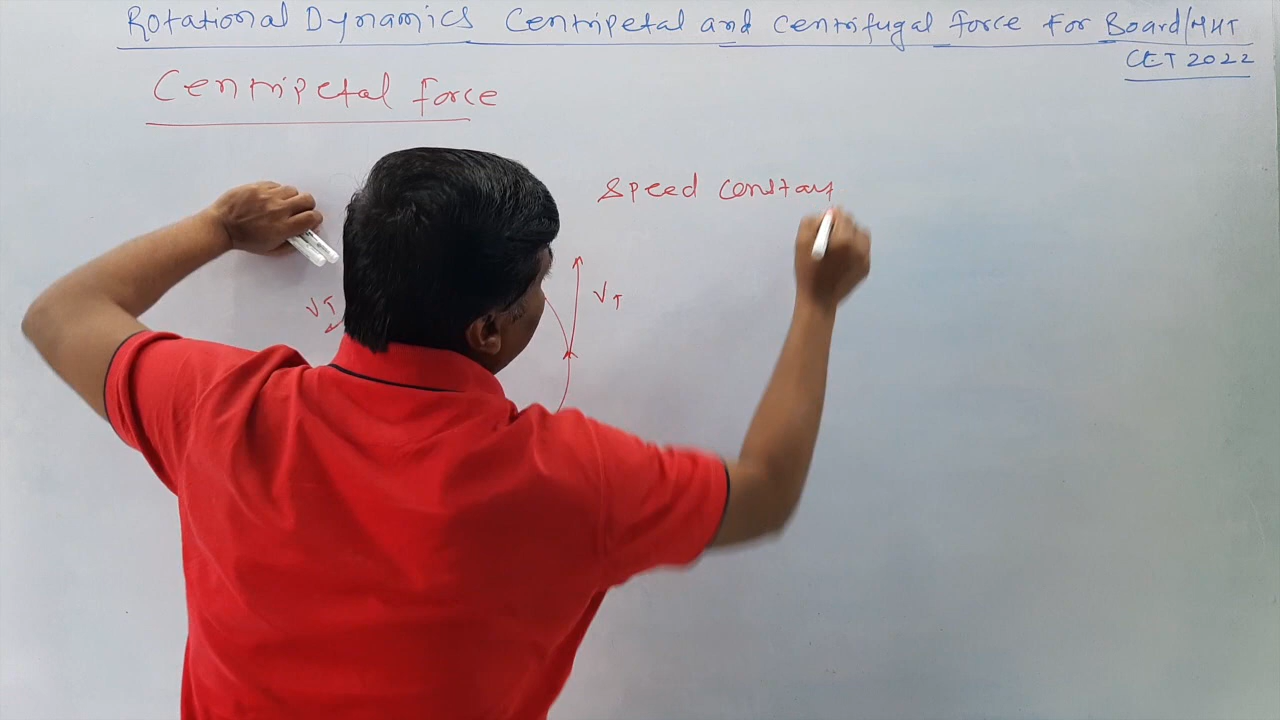 Rotational Dynamics Centripetal and Centrifugal force For Board/MHT
CET 2022
Centripetal force
Speed constant
VT
VT